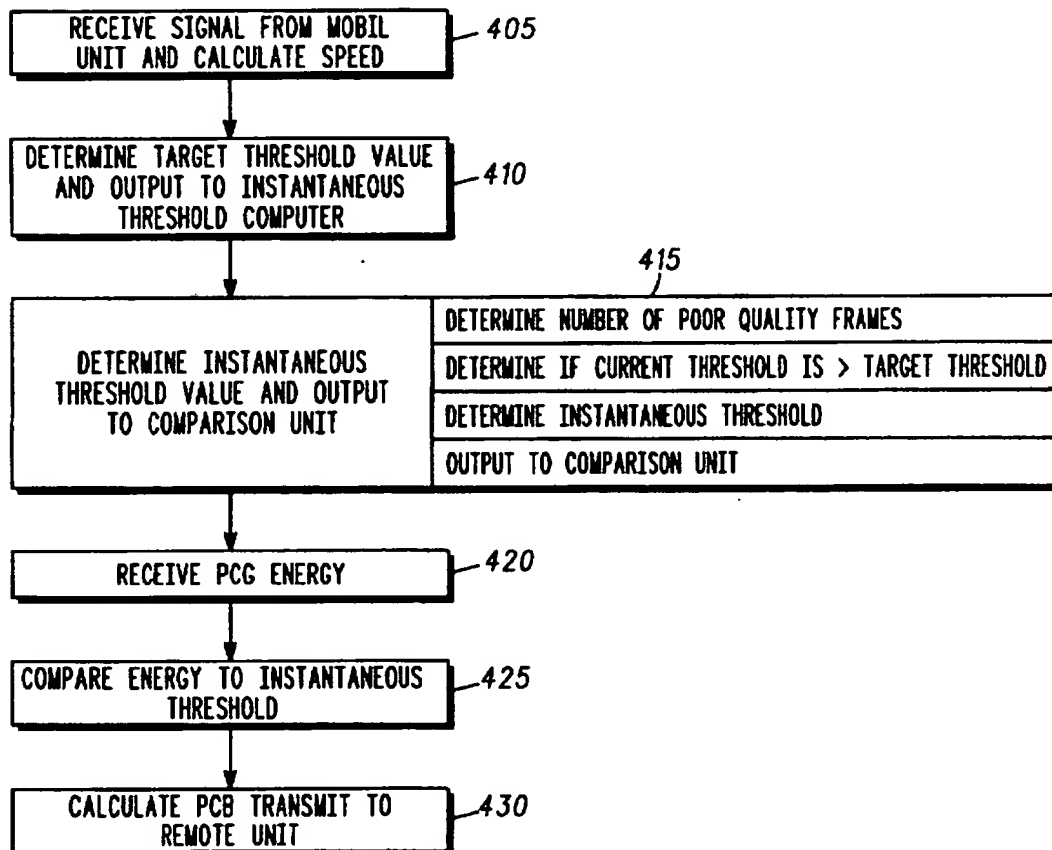 RECEIVE SIGNAL FROM MOBIL
UNIT AND CALCULATE SPEED
405
DETERMINE TARGET THRESHOLD VALUE
AND OUTPUT TO INSTANTANEOUS
THRESHOLD COMPUTER
410
415
DETERMINE INSTANTANEOUS
THRESHOLD VALUE AND OUTPUT
TO COMPARISON UNIT
DETERMINE NUMBER OF POOR QUALITY FRAMES
DETERMINE IF CURRENT THRESHOLD IS > TARGET THRESHOLD
DETERMINE INSTANTANEOUS THRESHOLD
OUTPUT TO COMPARISON UNIT
RECEIVE PCG ENERGY
420
COMPARE ENERGY TO INSTANTANEOUS
THRESHOLD
425
CALCULATE PCB TRANSMIT TO
REMOTE UNIT
430